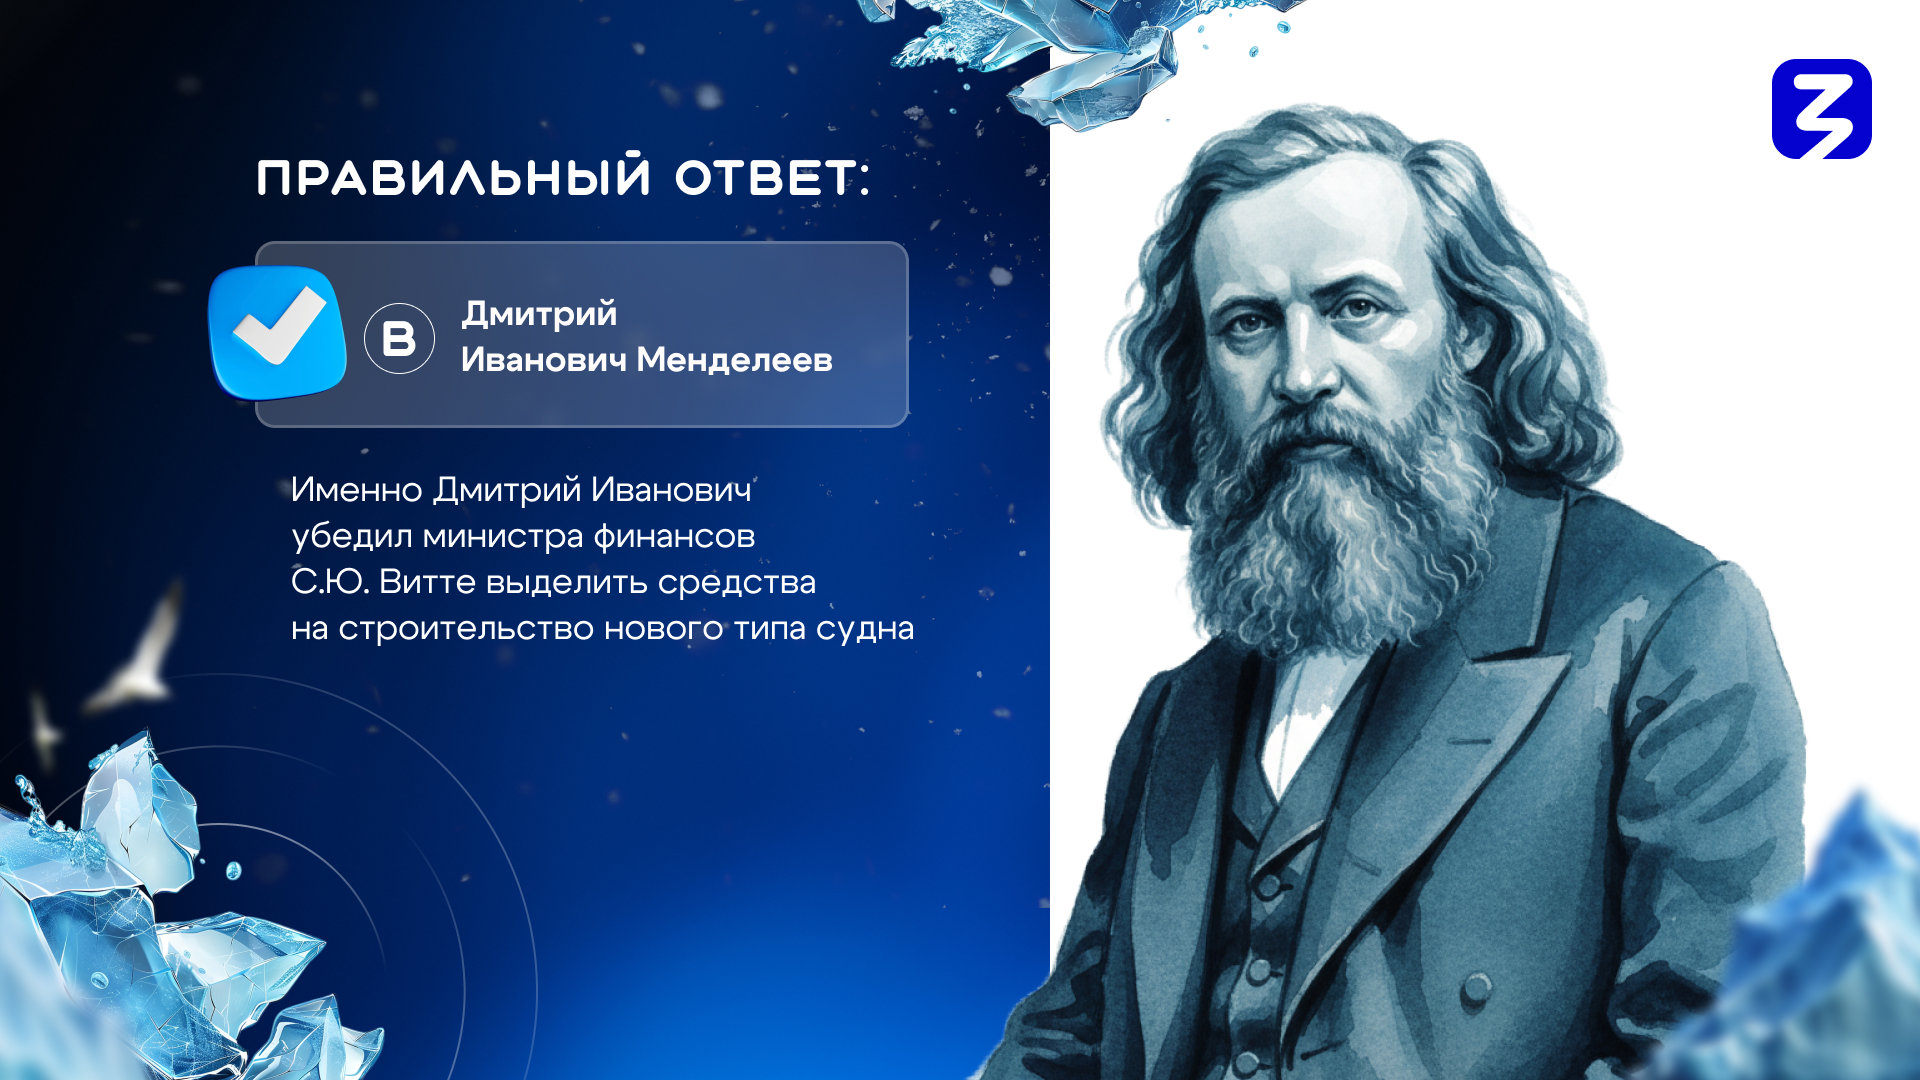 ПРАВИЛЬНЫЙ ОТВЕТ:
В
Дмитрий
Иванович Менделеев
Именно Дмитрий Иванович
убедил министра финансов
С.Ю. Витте выделить средства
на строительство нового типа судна